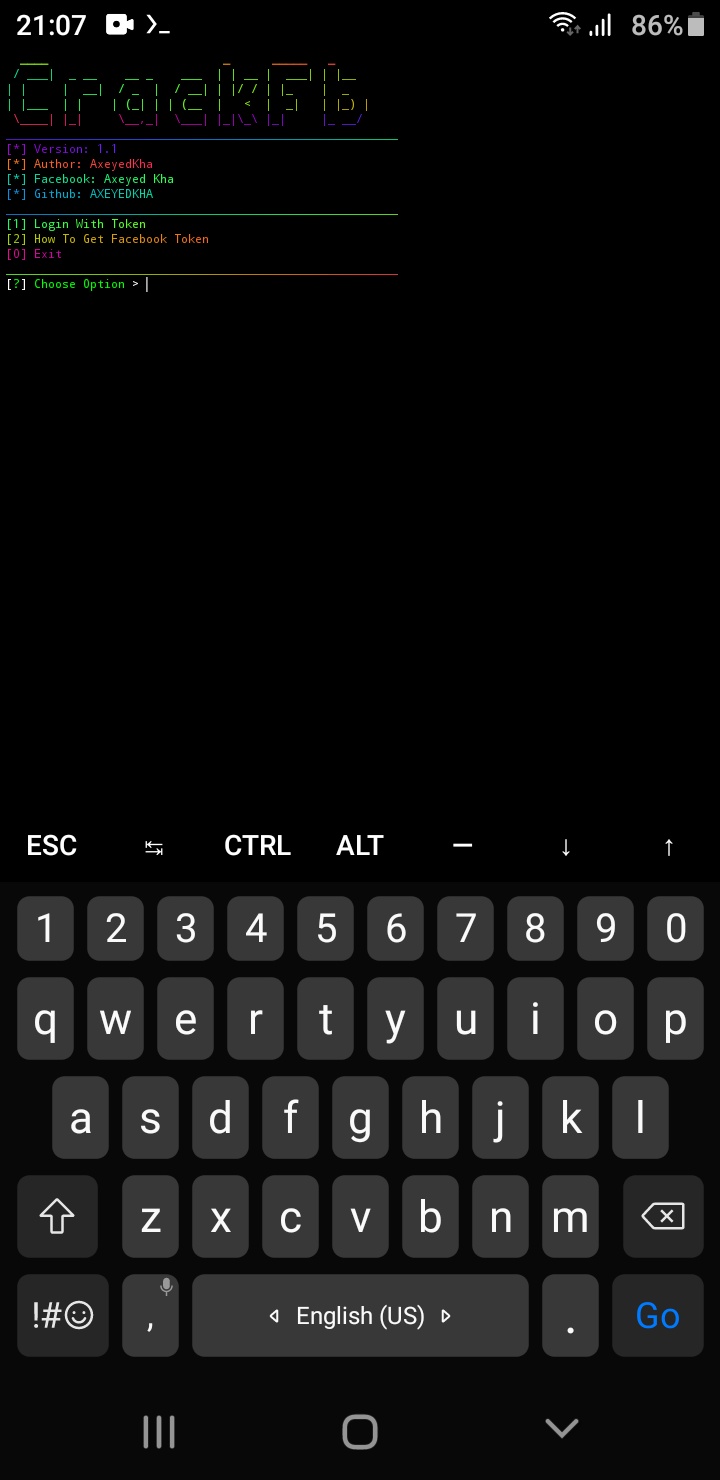 21:07 86%
CrackFb
[*] Version: 1.1
[*] Author: AxeyedKha
[*] Facebook: Axeyed Kha
[*] Github: AXEYEDKHA
[1] Login With Token
[2] How To Get Facebook Token
[0] Exit
[?] Choose Option >
ESC ↹ CTRL ALT — ↓ ↑
1 2 3 4 5 6 7 8 9 0
q w e r t y u i o p
a s d f g h j k l
z x c v b n m
!#☺ , English (US) . Go